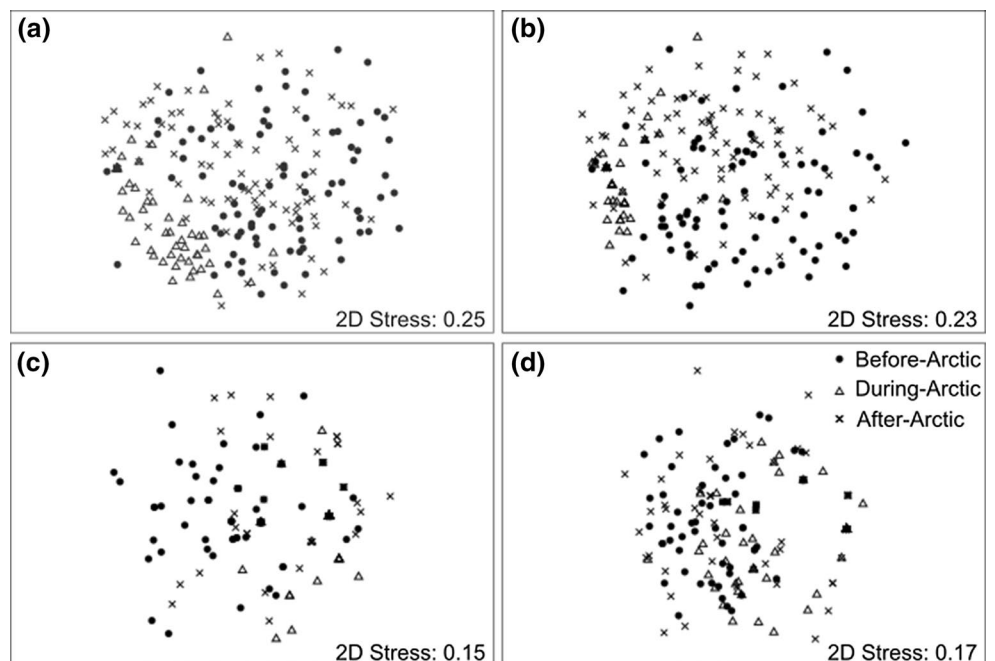 (a)
2D Stress: 0.25
(b)
2D Stress: 0.23
(c)
2D Stress: 0.15
(d)
Before-Arctic
During-Arctic
After-Arctic
2D Stress: 0.17